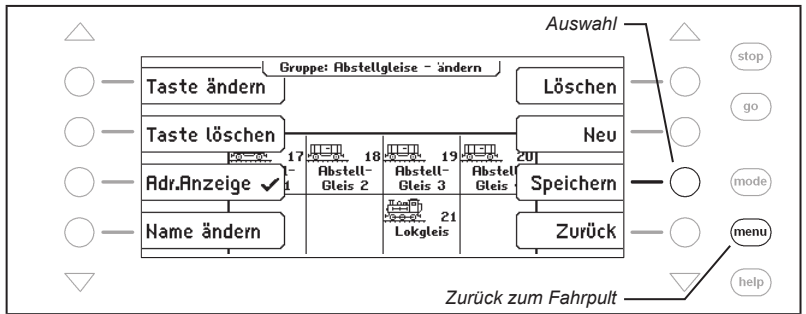 Auswahl
stop
Gruppe: Abstellgleise - ändern
Taste ändern
Löschen
go
Taste löschen
Neu
17
18
19
20
Abstell-
Gleis 2
Abstell-
Gleis 3
Abstell
Gleis
Adr.Anzeige ✓
Speichern
mode
21
Lokgleis
Name ändern
Zurück
menu
help
Zurück zum Fahrpult